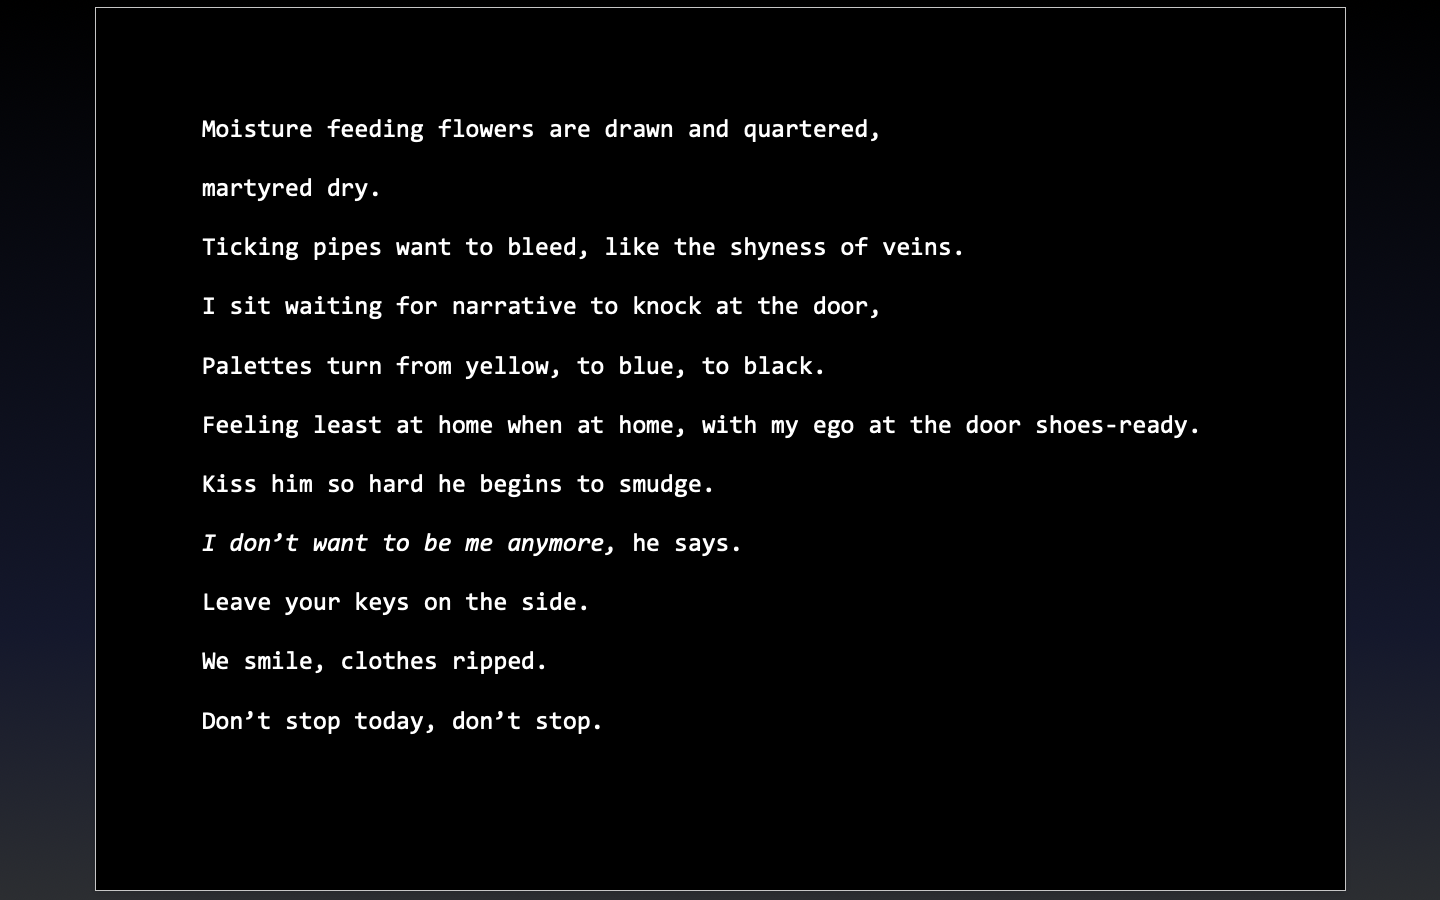 Moisture feeding flowers are drawn and quartered,
martyred dry.
Ticking pipes want to bleed, like the shyness of veins.
I sit waiting for narrative to knock at the door,
Palettes turn from yellow, to blue, to black.
Feeling least at home when at home, with my ego at the door shoes-ready.
Kiss him so hard he begins to smudge.
I don’t want to be me anymore, he says.
Leave your keys on the side.
We smile, clothes ripped.
Don’t stop today, don’t stop.